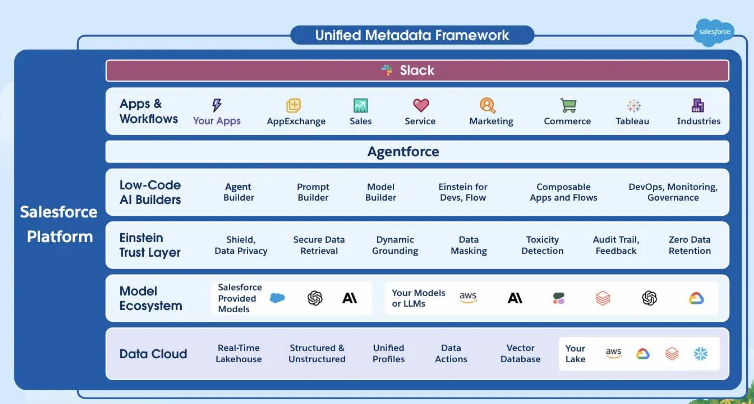 Unified Metadata Framework
salesforce
Slack
Salesforce
Platform
Apps &
Workflows
Your Apps
AppExchange
Sales
Service
Marketing
Commerce
Tableau
Industries
Agentforce
Low-Code
AI Builders
Agent
Builder
Prompt
Builder
Model
Builder
Einstein for
Devs, Flow
Composable
Apps and Flows
DevOps, Monitoring,
Governance
Einstein
Trust Layer
Shield,
Data Privacy
Secure Data
Retrieval
Dynamic
Grounding
Data
Masking
Toxicity
Detection
Audit Trail,
Feedback
Zero Data
Retention
Model
Ecosystem
Salesforce
Provided
Models
Your Models
or LLMs
aws
Data Cloud
Real-Time
Lakehouse
Structured &
Unstructured
Unified
Profiles
Data
Actions
Vector
Database
Your
Lake
aws